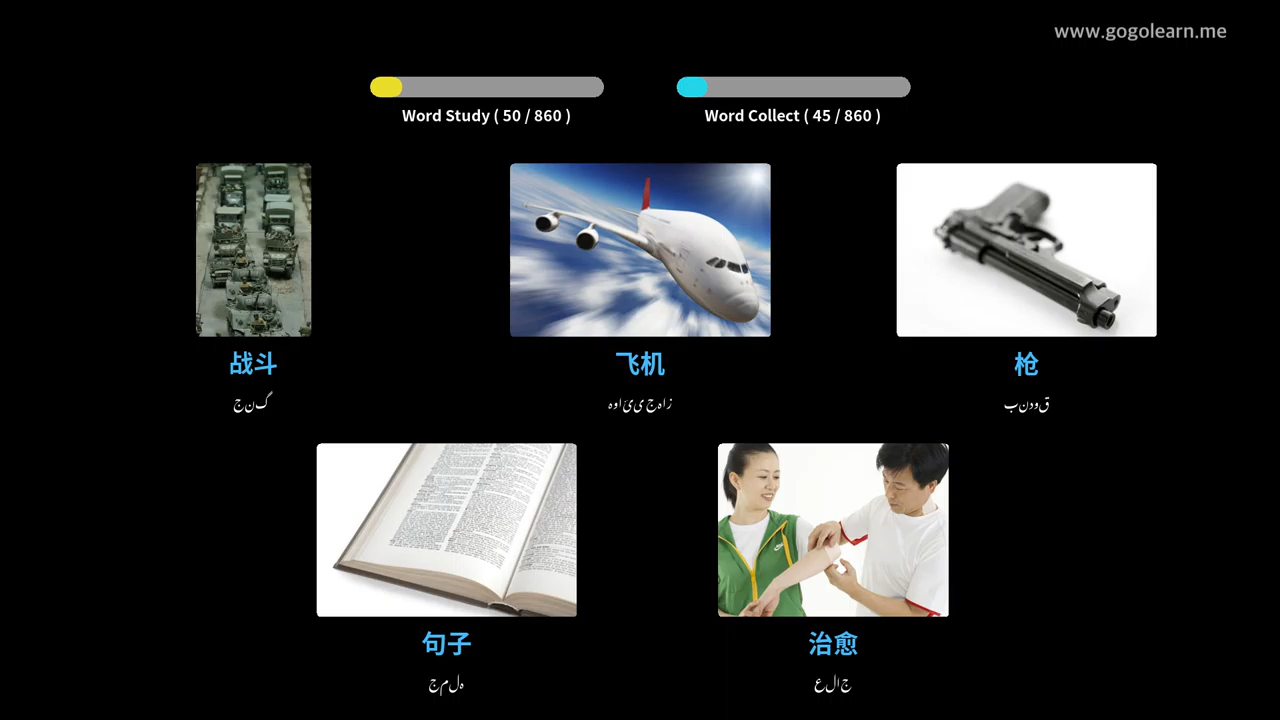 www.gogolearn.me
Word Study ( 50 / 860 )
Word Collect ( 45 / 860 )
战斗
جنگ
飞机
ہوائی جہاز
枪
بندوق
句子
جملہ
治愈
علاج